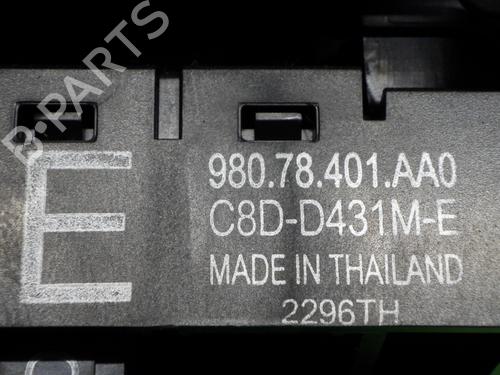 B-PARTS
E
980.78.401.AA0
C8D-D431M-E
MADE IN THAILAND
2296TH